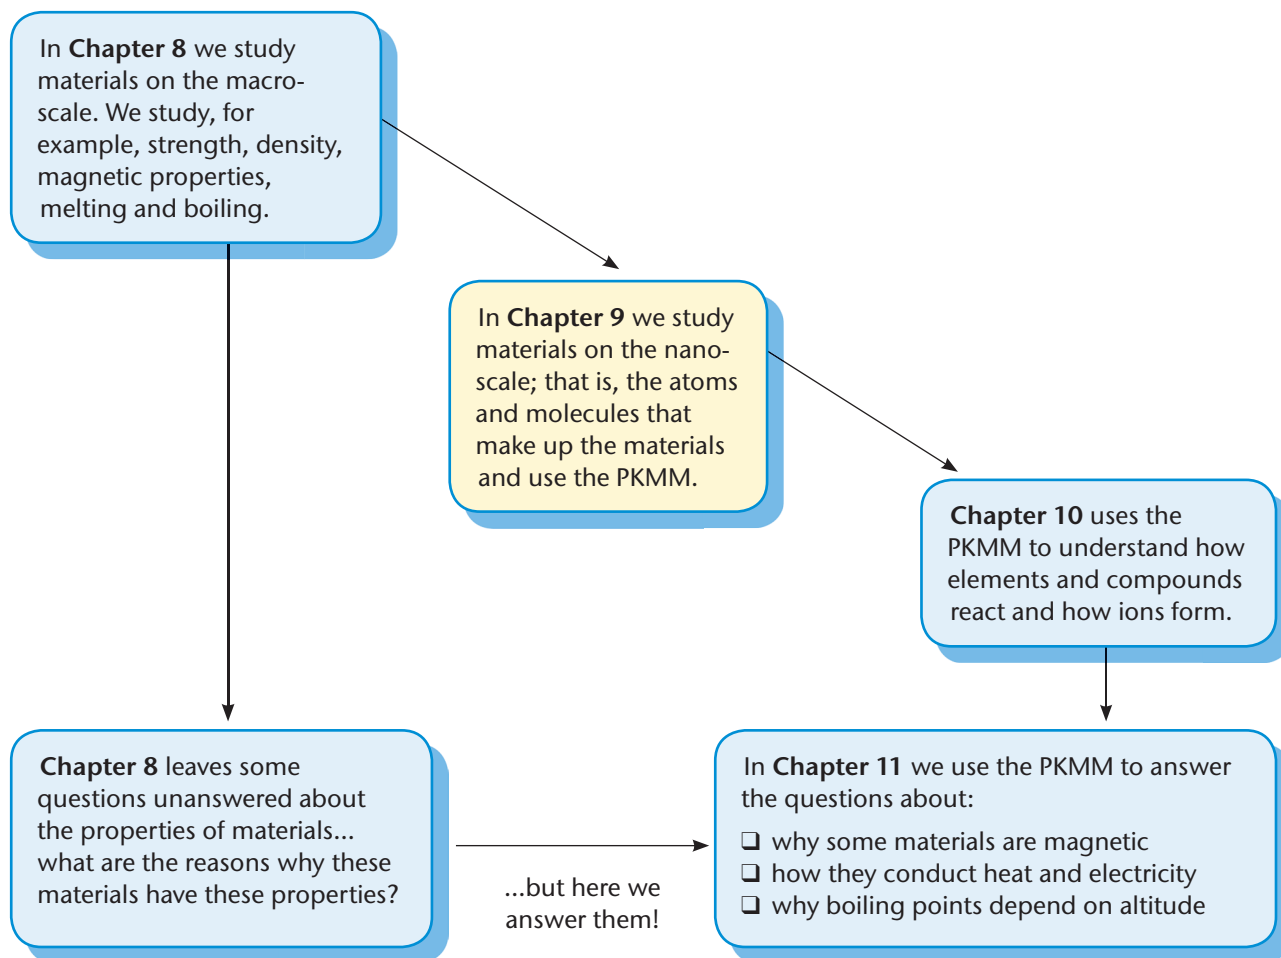 In Chapter 8 we study
materials on the macro-
scale. We study, for
example, strength, density,
magnetic properties,
melting and boiling.
In Chapter 9 we study
materials on the nano-
scale; that is, the atoms
and molecules that
make up the materials
and use the PKMM.
Chapter 10 uses the
PKMM to understand how
elements and compounds
react and how ions form.
Chapter 8 leaves some
questions unanswered about
the properties of materials...
what are the reasons why these
materials have these properties?
...but here we
answer them!
In Chapter 11 we use the PKMM to answer
the questions about:
❑ why some materials are magnetic
❑ how they conduct heat and electricity
❑ why boiling points depend on altitude